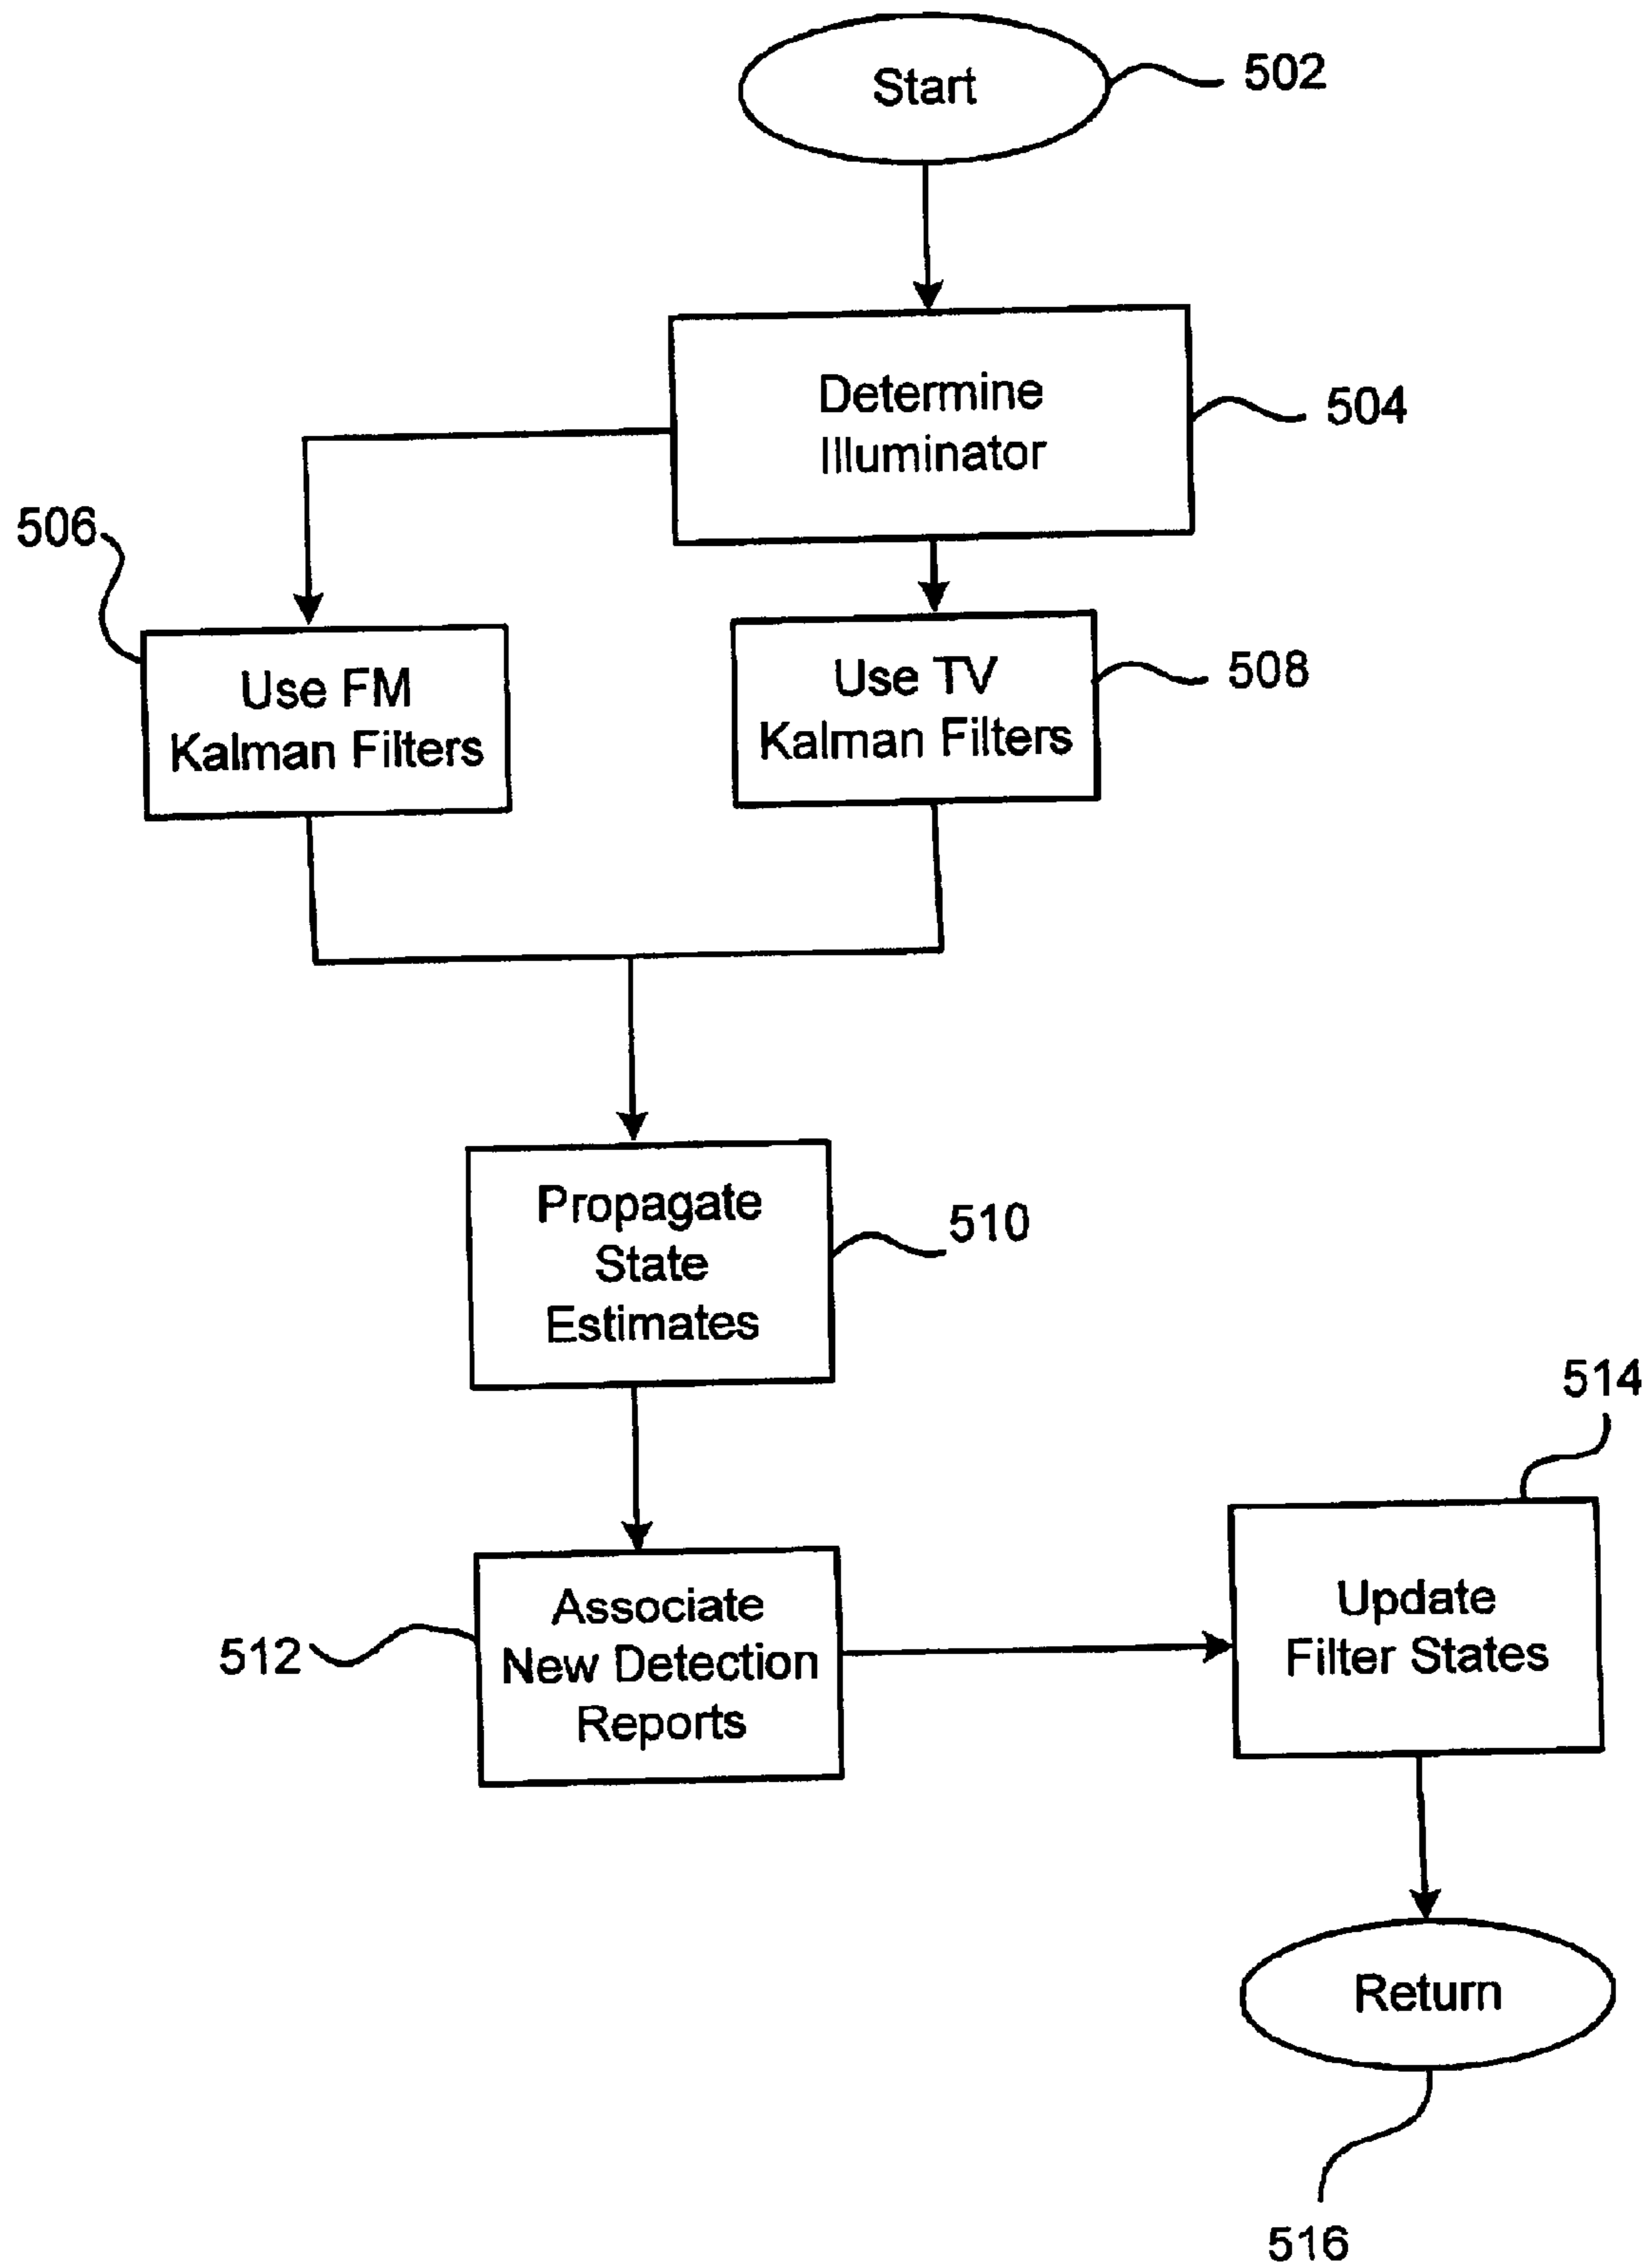 Start
502
Determine
Illuminator
504
506
Use FM
Kalman Filters
Use TV
Kalman Filters
508
Propagate
State
Estimates
510
512
Associate
New Detection
Reports
514
Update
Filter States
Return
516